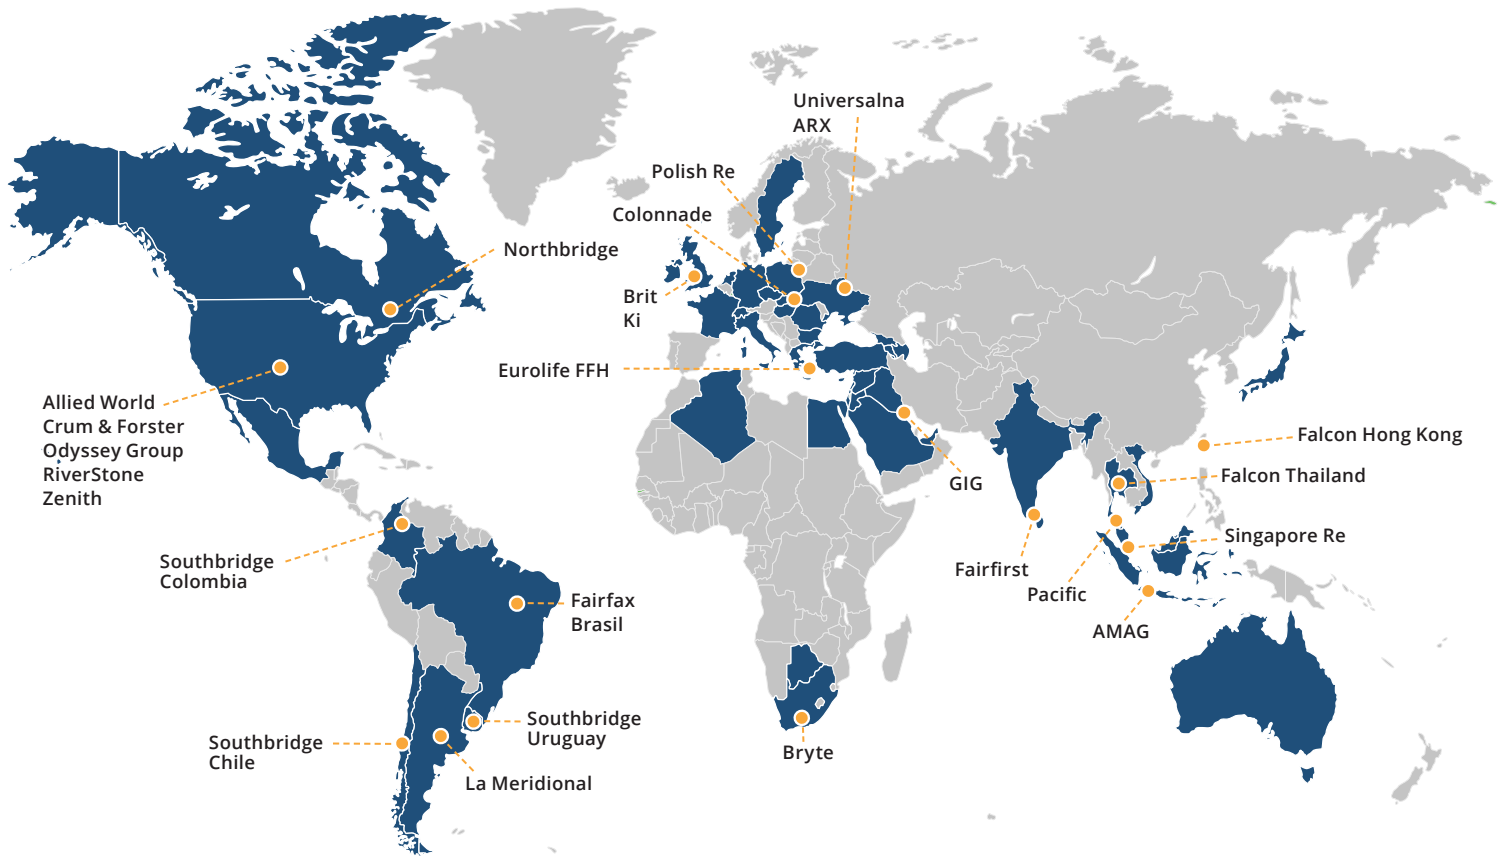 Universalna
ARX
Polish Re
Colonnade
Northbridge
Brit
Ki
Eurolife FFH
Allied World
Crum & Forster
Odyssey Group
RiverStone
Zenith
Falcon Hong Kong
Falcon Thailand
GIG
Singapore Re
Southbridge
Colombia
Fairfirst
Pacific
Fairfax
Brasil
AMAG
Southbridge
Uruguay
Southbridge
Chile
Bryte
La Meridional